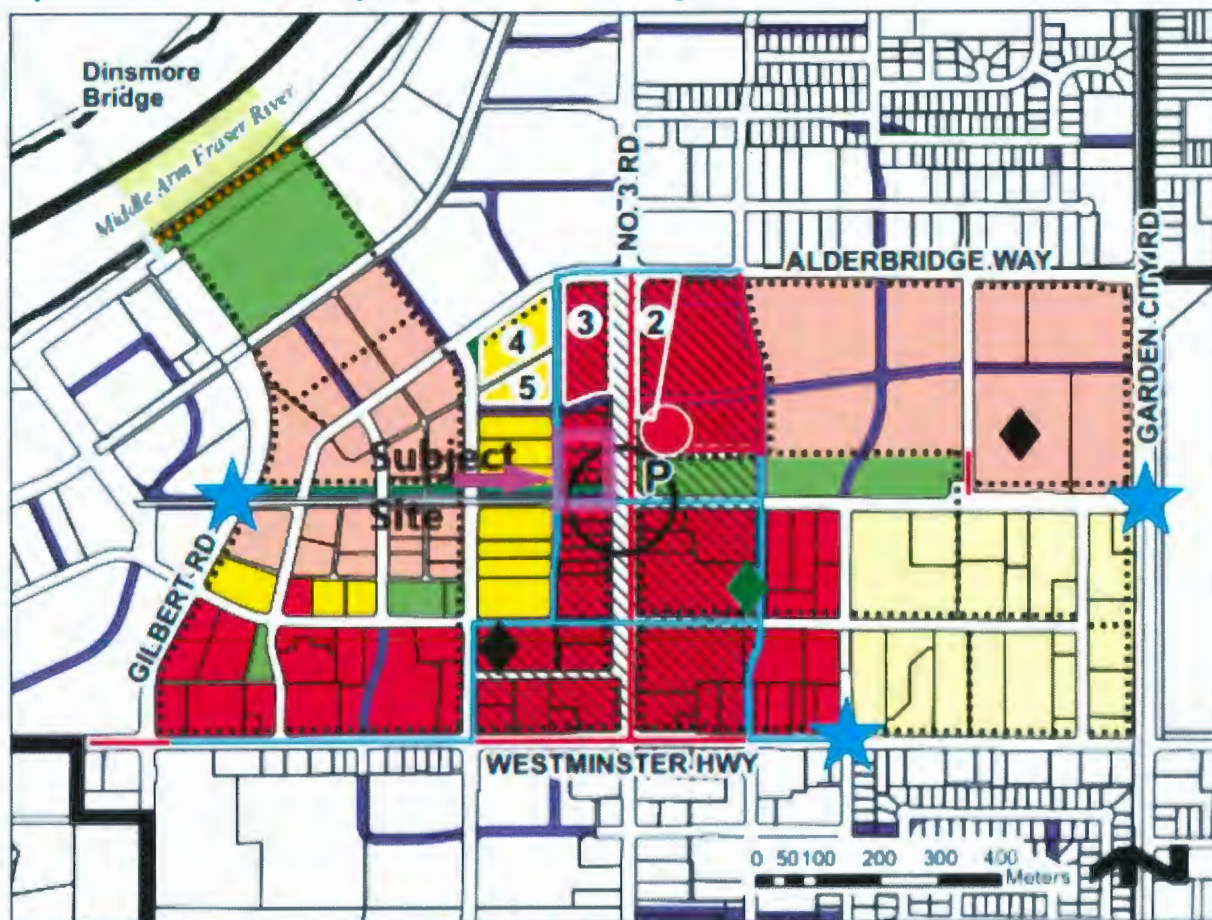 Dinsmore
Bridge
Middle Arm Fraser River
NO. 3 RD
ALDERBRIDGE WAY
GARDEN CITY RD
3
2
4
5
Subject
Site
P
GILBERT RD
WESTMINSTER HWY
0 50 100 200 300 400
Meters